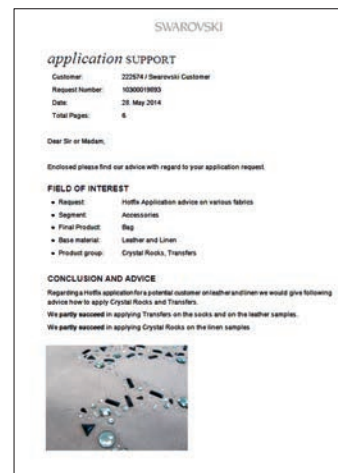 SWAROVSKI
application SUPPORT
Customer: 222674 / Swarovski Customer
Request Number: 10300019893
Date: 28. May 2014
Total Pages: 6
Dear Sir or Madam,
Enclosed please find our advice with regard to your application request.
FIELD OF INTEREST
• Request: Hotfix Application advice on various fabrics
• Segment: Accessories
• Final Product: Bag
• Base material: Leather and Linen
• Product group: Crystal Rocks, Transfers
CONCLUSION AND ADVICE
Regarding a Hotfix application for a potential customer on leather and linen we would give following
advice how to apply Crystal Rocks and Transfers.
We partly succeed in applying Transfers on the socks and on the leather samples.
We partly succeed in applying Crystal Rocks on the linen samples